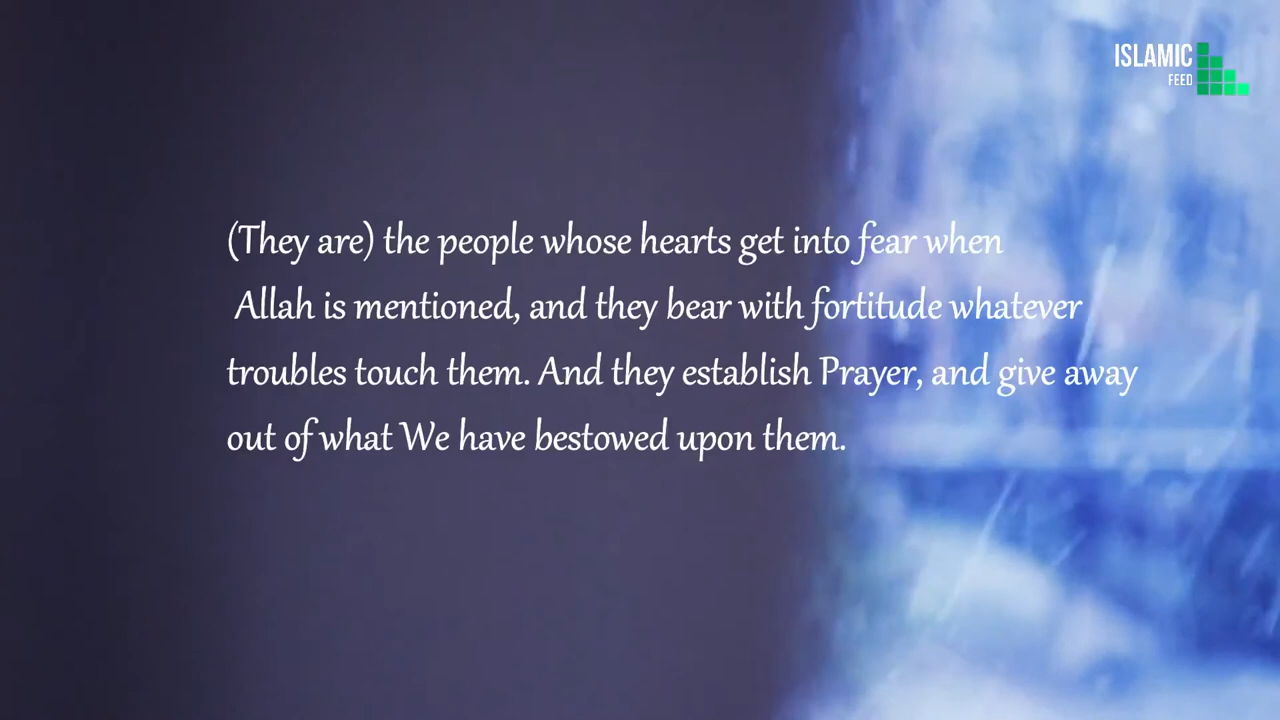 ISLAMIC
FEED
(They are) the people whose hearts get into fear when
Allah is mentioned, and they bear with fortitude whatever
troubles touch them. And they establish Prayer, and give away
out of what We have bestowed upon them.